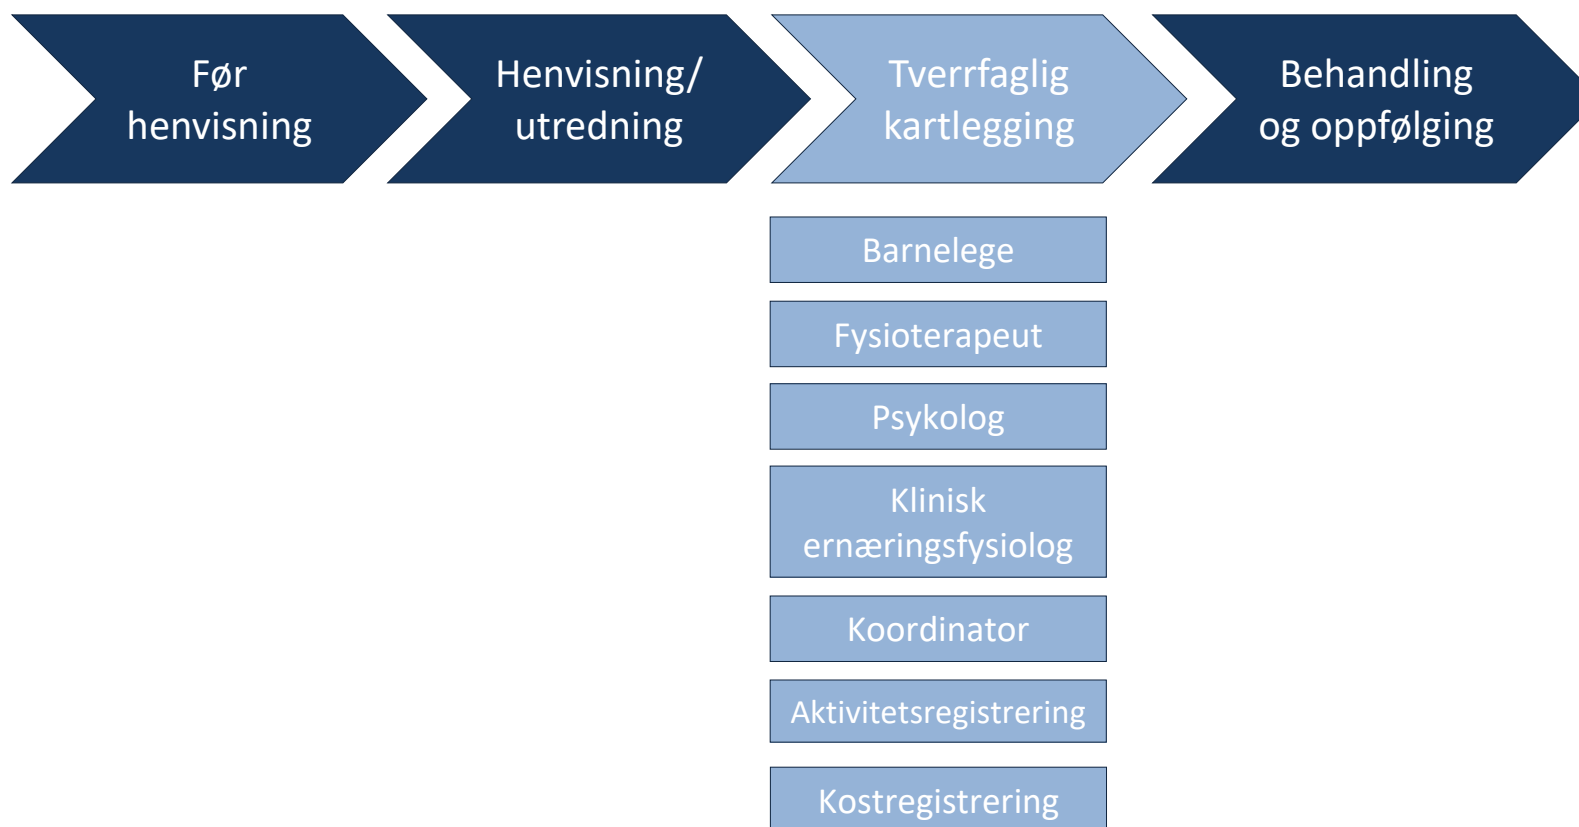 Før
henvisning
Henvisning/
utredning
Tverrfaglig
kartlegging
Behandling
og oppfølging
Barnelege
Fysioterapeut
Psykolog
Klinisk
ernæringsfysiolog
Koordinator
Aktivitetsregistrering
Kostregistrering